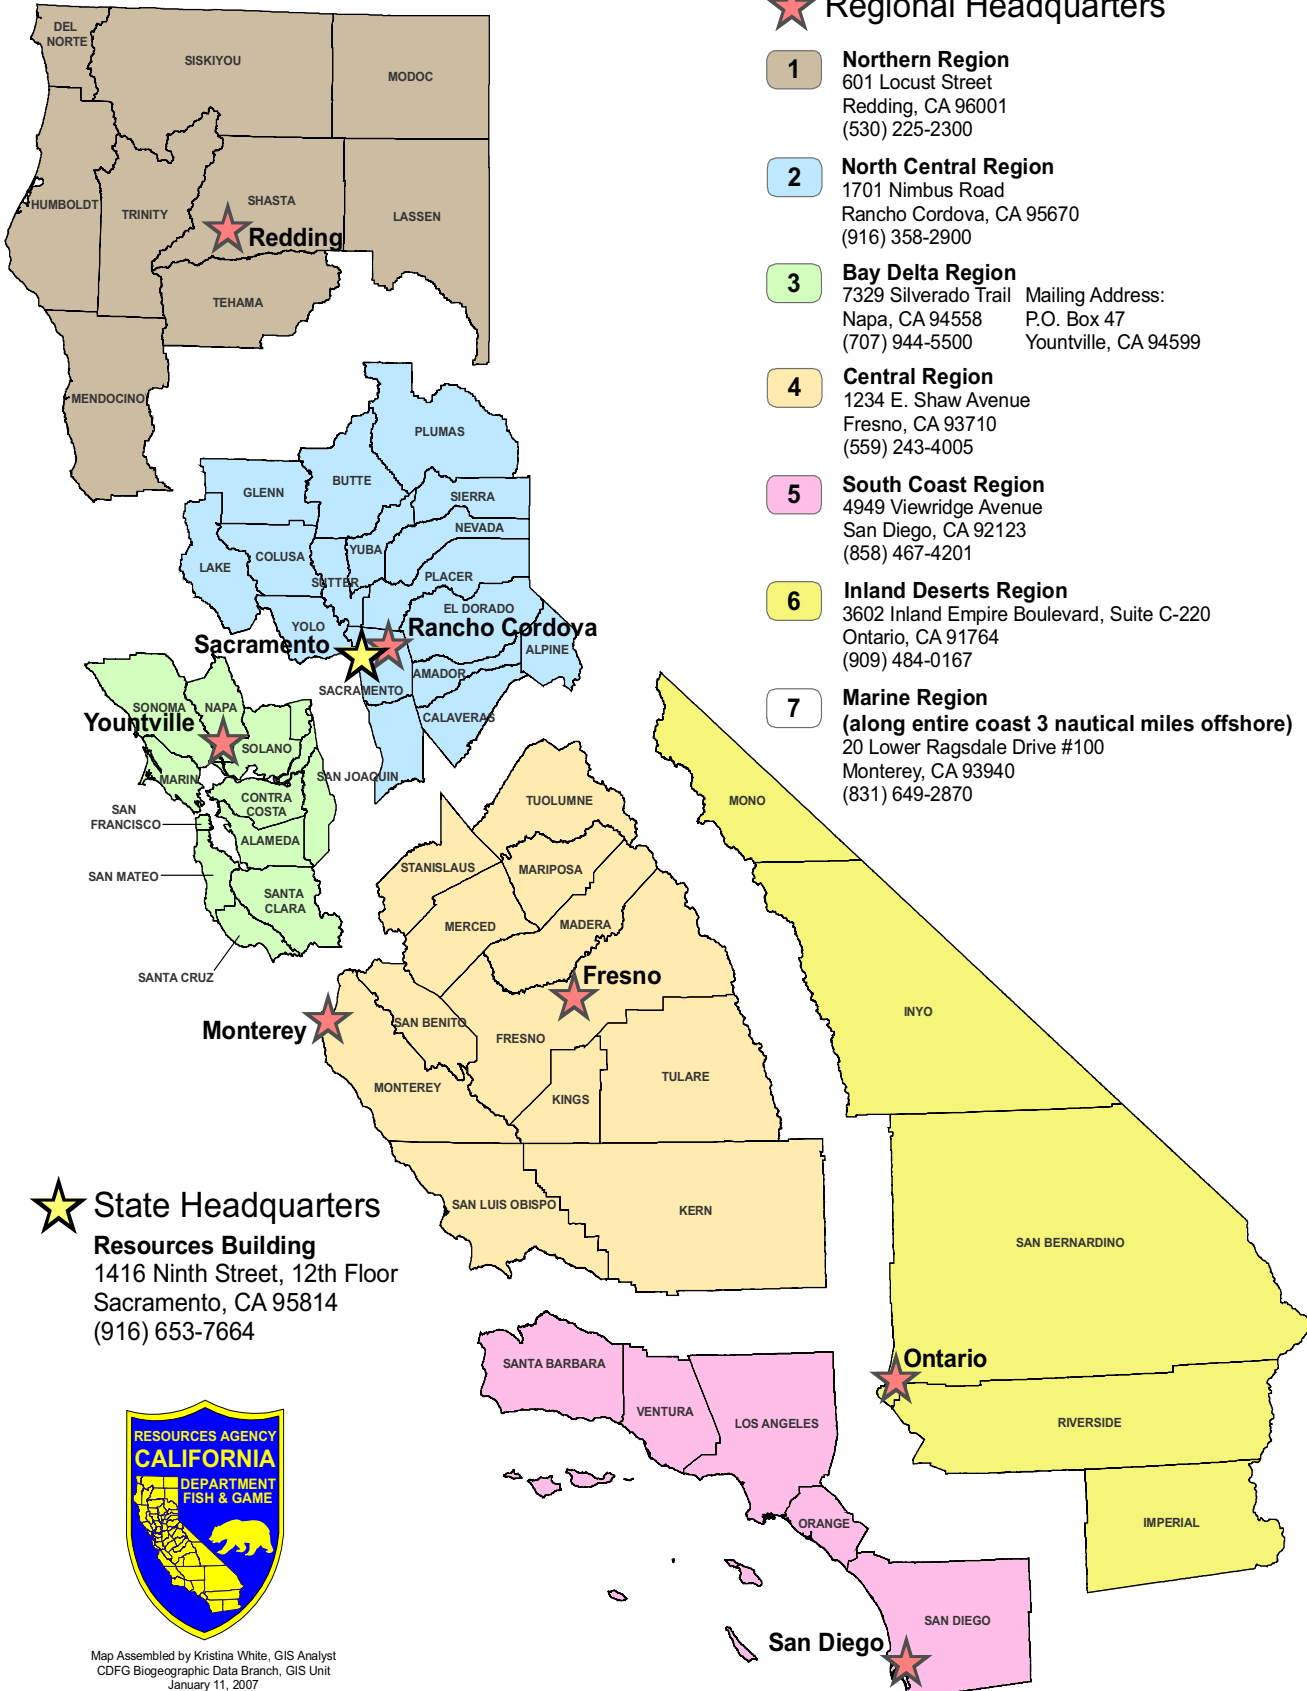 Regional Headquarters
1
Northern Region
601 Locust Street
Redding, CA 96001
(530) 225-2300
2
North Central Region
1701 Nimbus Road
Rancho Cordova, CA 95670
(916) 358-2900
3
Bay Delta Region
7329 Silverado Trail
Napa, CA 94558
(707) 944-5500
Mailing Address:
P.O. Box 47
Yountville, CA 94599
4
Central Region
1234 E. Shaw Avenue
Fresno, CA 93710
(559) 243-4005
5
South Coast Region
4949 Viewridge Avenue
San Diego, CA 92123
(858) 467-4201
6
Inland Deserts Region
3602 Inland Empire Boulevard, Suite C-220
Ontario, CA 91764
(909) 484-0167
7
Marine Region
(along entire coast 3 nautical miles offshore)
20 Lower Ragsdale Drive #100
Monterey, CA 93940
(831) 649-2870
DEL
NORTE
SISKIYOU
MODOC
HUMBOLDT
TRINITY
SHASTA
LASSEN
Redding
TEHAMA
MENDOCINO
PLUMAS
BUTTE
GLENN
SIERRA
NEVADA
YUBA
COLUSA
LAKE
SUTTER
PLACER
EL DORADO
YOLO
Rancho Cordova
Sacramento
ALPINE
AMADOR
SACRAMENTO
CALAVERAS
SAN JOAQUIN
SONOMA
NAPA
Yountville
SOLANO
MARIN
CONTRA
COSTA
SAN
FRANCISCO
ALAMEDA
SAN MATEO
SANTA
CLARA
SANTA CRUZ
TUOLUMNE
STANISLAUS
MARIPOSA
MERCED
MADERA
Fresno
Monterey
SAN BENITO
FRESNO
MONTEREY
KINGS
TULARE
SAN LUIS OBISPO
KERN
MONO
INYO
SAN BERNARDINO
Ontario
RIVERSIDE
IMPERIAL
SANTA BARBARA
VENTURA
LOS ANGELES
ORANGE
SAN DIEGO
San Diego
State Headquarters
Resources Building
1416 Ninth Street, 12th Floor
Sacramento, CA 95814
(916) 653-7664
RESOURCES AGENCY
CALIFORNIA
DEPARTMENT
FISH & GAME
Map Assembled by Kristina White, GIS Analyst
CDFG Biogeographic Data Branch, GIS Unit
January 11, 2007